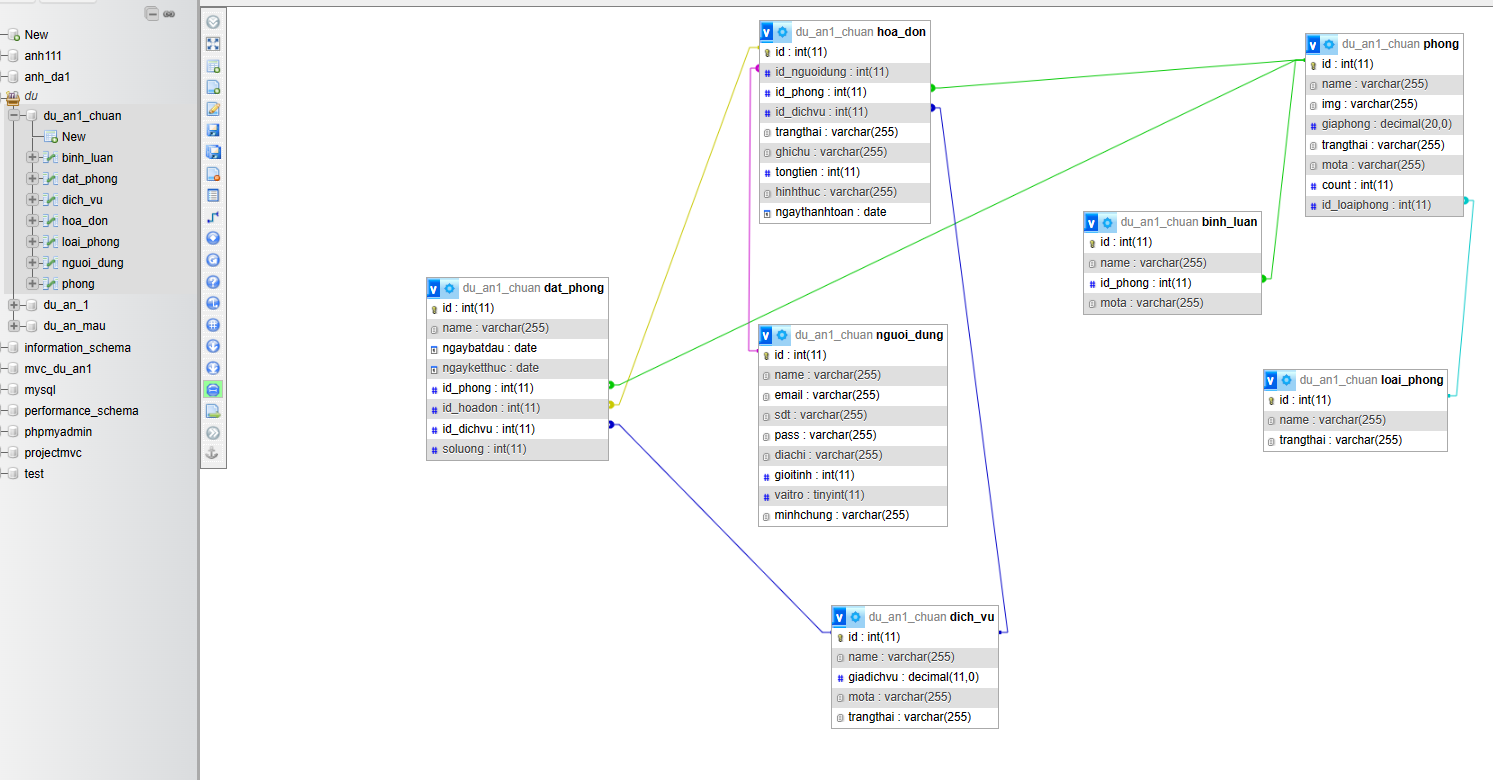 New
anh111
anh_da1
du
du_an1_chuan
New
binh_luan
dat_phong
dich_vu
hoa_don
loai_phong
nguoi_dung
phong
du_an_1
du_an_mau
information_schema
mvc_du_an1
mysql
performance_schema
phpmyadmin
projectmvc
test
du_an1_chuan hoa_don
id : int(11)
id_nguoidung : int(11)
id_phong : int(11)
id_dichvu : int(11)
trangthai : varchar(255)
ghichu : varchar(255)
tongtien : int(11)
hinhthuc : varchar(255)
ngaythanhtoan : date
du_an1_chuan phong
id : int(11)
name : varchar(255)
img : varchar(255)
giaphong : decimal(20,0)
trangthai : varchar(255)
mota : varchar(255)
count : int(11)
id_loaiphong : int(11)
du_an1_chuan binh_luan
id : int(11)
name : varchar(255)
id_phong : int(11)
mota : varchar(255)
du_an1_chuan dat_phong
id : int(11)
name : varchar(255)
ngaybatdau : date
ngayketthuc : date
id_phong : int(11)
id_hoadon : int(11)
id_dichvu : int(11)
soluong : int(11)
du_an1_chuan nguoi_dung
id : int(11)
name : varchar(255)
email : varchar(255)
sdt : varchar(255)
pass : varchar(255)
diachi : varchar(255)
gioitinh : int(11)
vaitro : tinyint(11)
minhchung : varchar(255)
du_an1_chuan loai_phong
id : int(11)
name : varchar(255)
trangthai : varchar(255)
du_an1_chuan dich_vu
id : int(11)
name : varchar(255)
giadichvu : decimal(11,0)
mota : varchar(255)
trangthai : varchar(255)